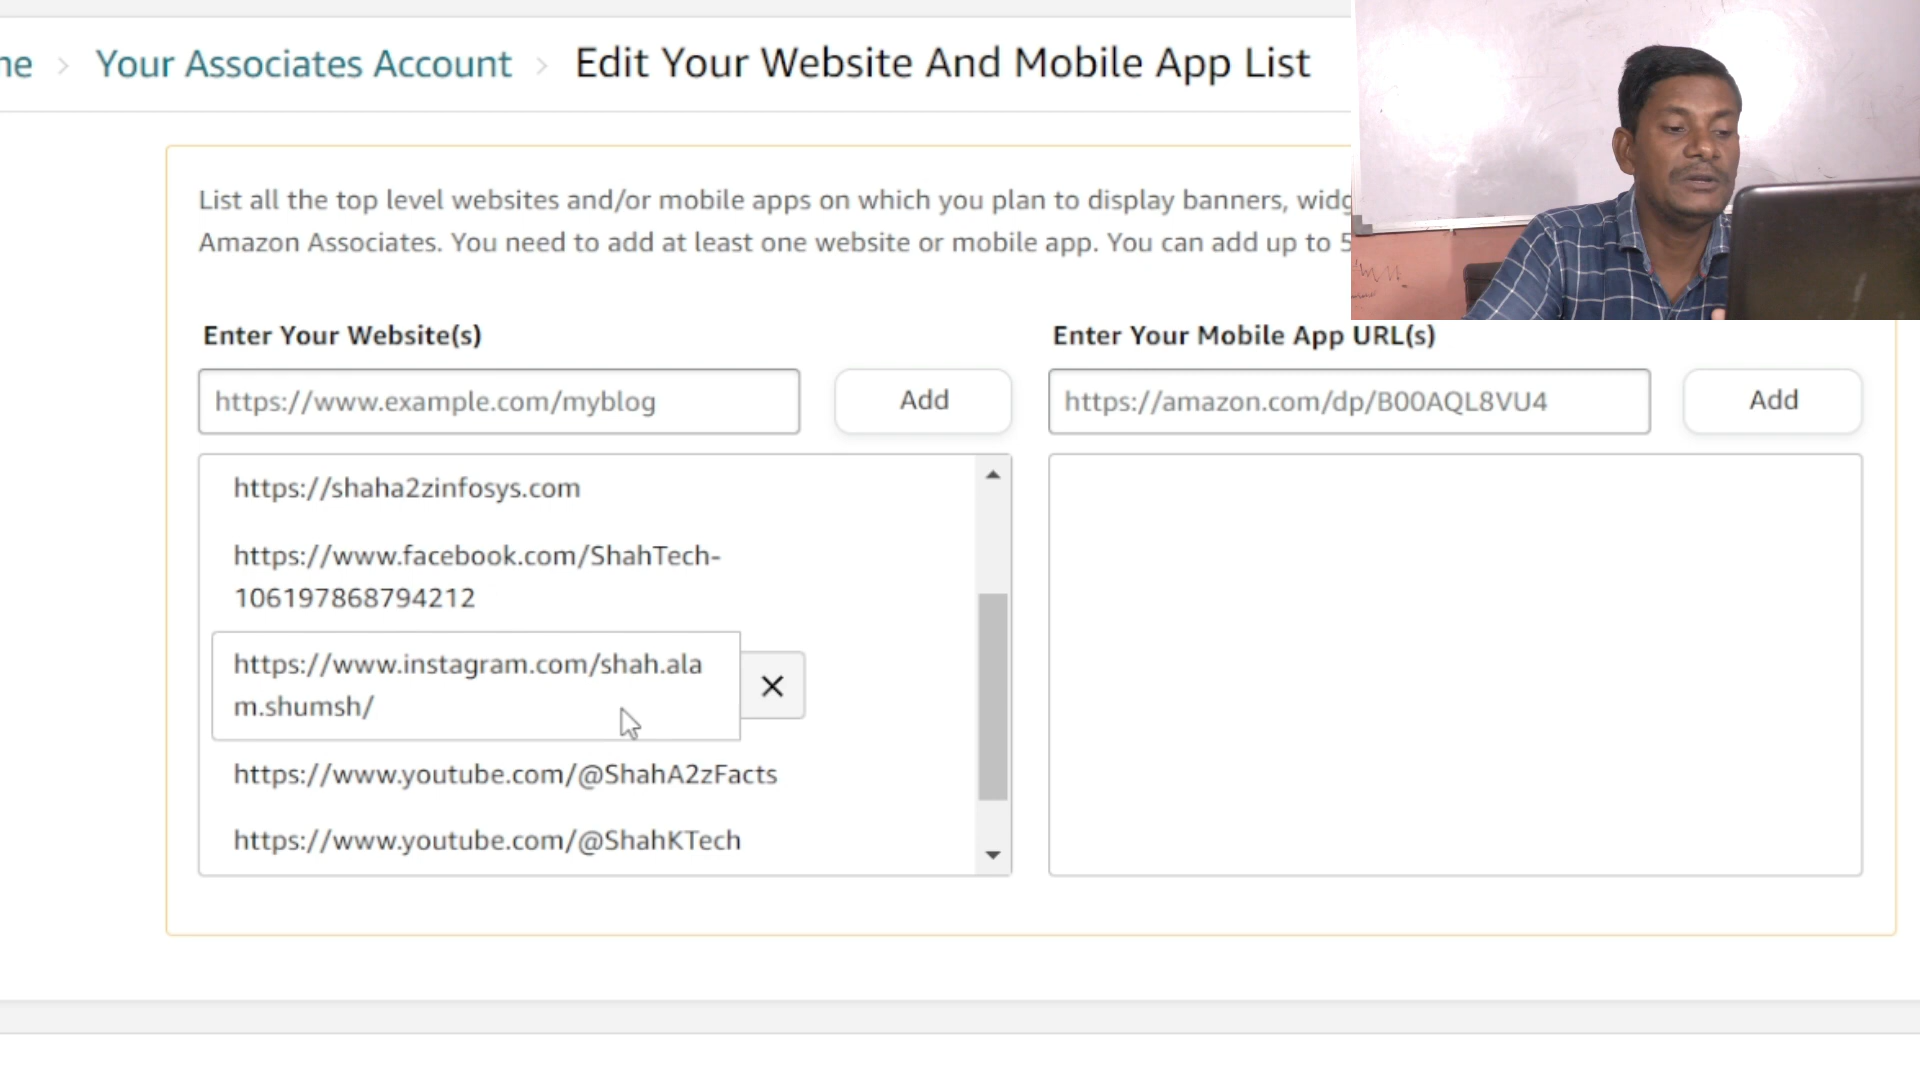 ne > Your Associates Account > Edit Your Website And Mobile App List
List all the top level websites and/or mobile apps on which you plan to display banners,
Amazon Associates. You need to add at least one website or mobile app. You can add up to 5
Enter Your Website(s)
Enter Your Mobile App URL(s)
https://www.example.com/myblog
Add
https://amazon.com/dp/B00AQL8VU4
Add
https://shaha2zinfosys.com
https://www.facebook.com/ShahTech-
106197868794212
https://www.instagram.com/shah.ala
m.shumsh/
https://www.youtube.com/@ShahA2zFacts
https://www.youtube.com/@ShahKTech